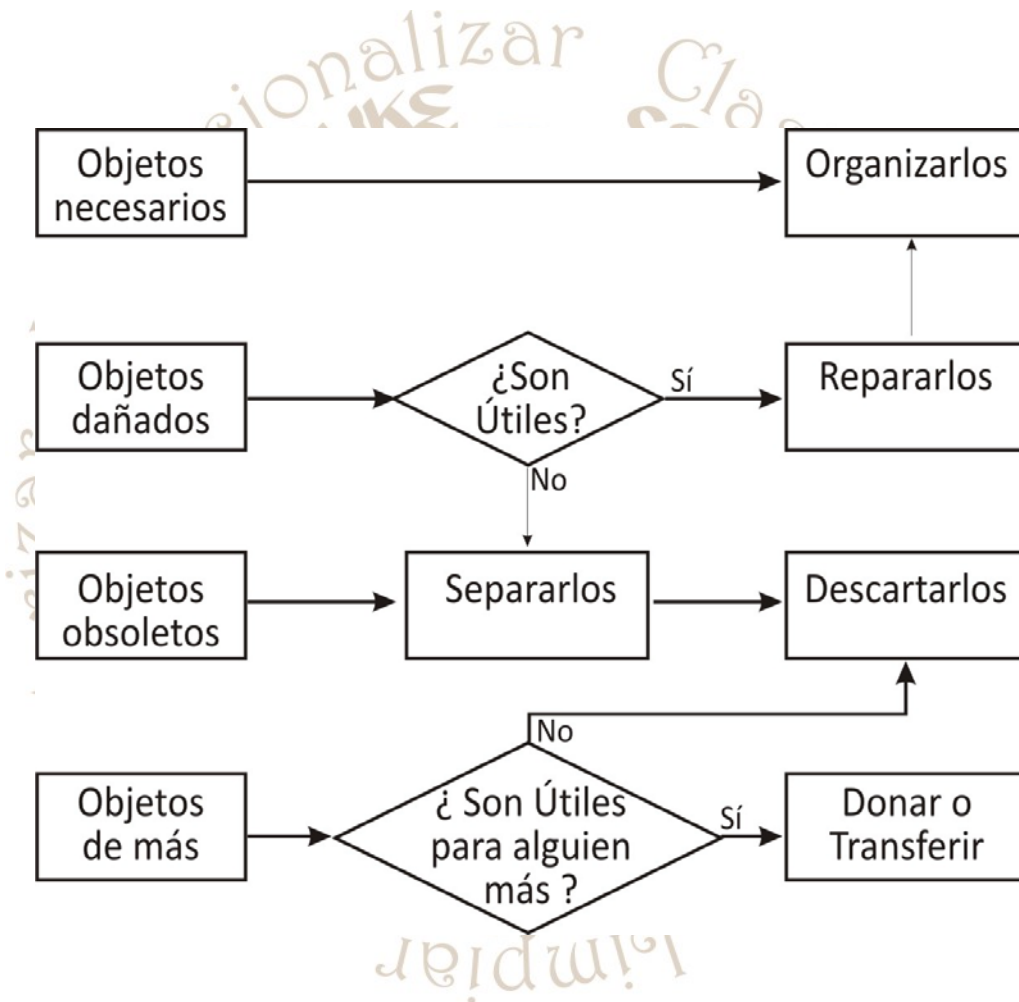 Objetos
necesarios
Organizarlos
Objetos
dañados
¿Son
Útiles?
Sí
Repararlos
No
Objetos
obsoletos
Separarlos
Descartarlos
No
Objetos
de más
¿ Son Útiles
para alguien
más ?
Sí
Donar o
Transferir
Limpiar